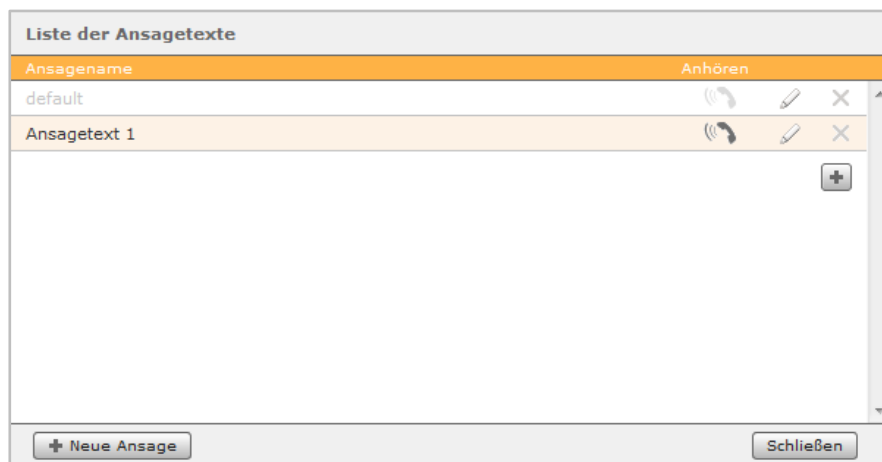 Liste der Ansagetexte
Ansagename Anhören
default
Ansagetext 1
Neue Ansage Schließen